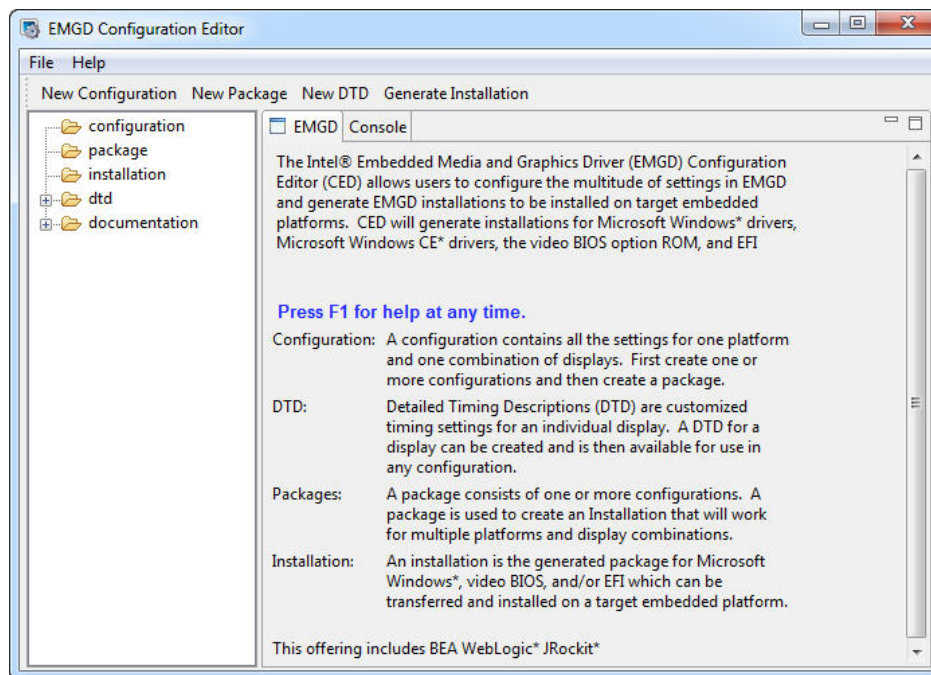 EMGD Configuration Editor
File Help
New Configuration New Package New DTD Generate Installation
configuration
package
installation
dtd
documentation
EMGD Console
The Intel® Embedded Media and Graphics Driver (EMGD) Configuration
Editor (CED) allows users to configure the multitude of settings in EMGD
and generate EMGD installations to be installed on target embedded
platforms. CED will generate installations for Microsoft Windows* drivers,
Microsoft Windows CE* drivers, the video BIOS option ROM, and EFI
Press F1 for help at any time.
Configuration: A configuration contains all the settings for one platform
and one combination of displays. First create one or
more configurations and then create a package.
DTD: Detailed Timing Descriptions (DTD) are customized
timing settings for an individual display. A DTD for a
display can be created and is then available for use in
any configuration.
Packages: A package consists of one or more configurations. A
package is used to create an Installation that will work
for multiple platforms and display combinations.
Installation: An installation is the generated package for Microsoft
Windows*, video BIOS, and/or EFI which can be
transferred and installed on a target embedded platform.
This offering includes BEA WebLogic* JRockit*